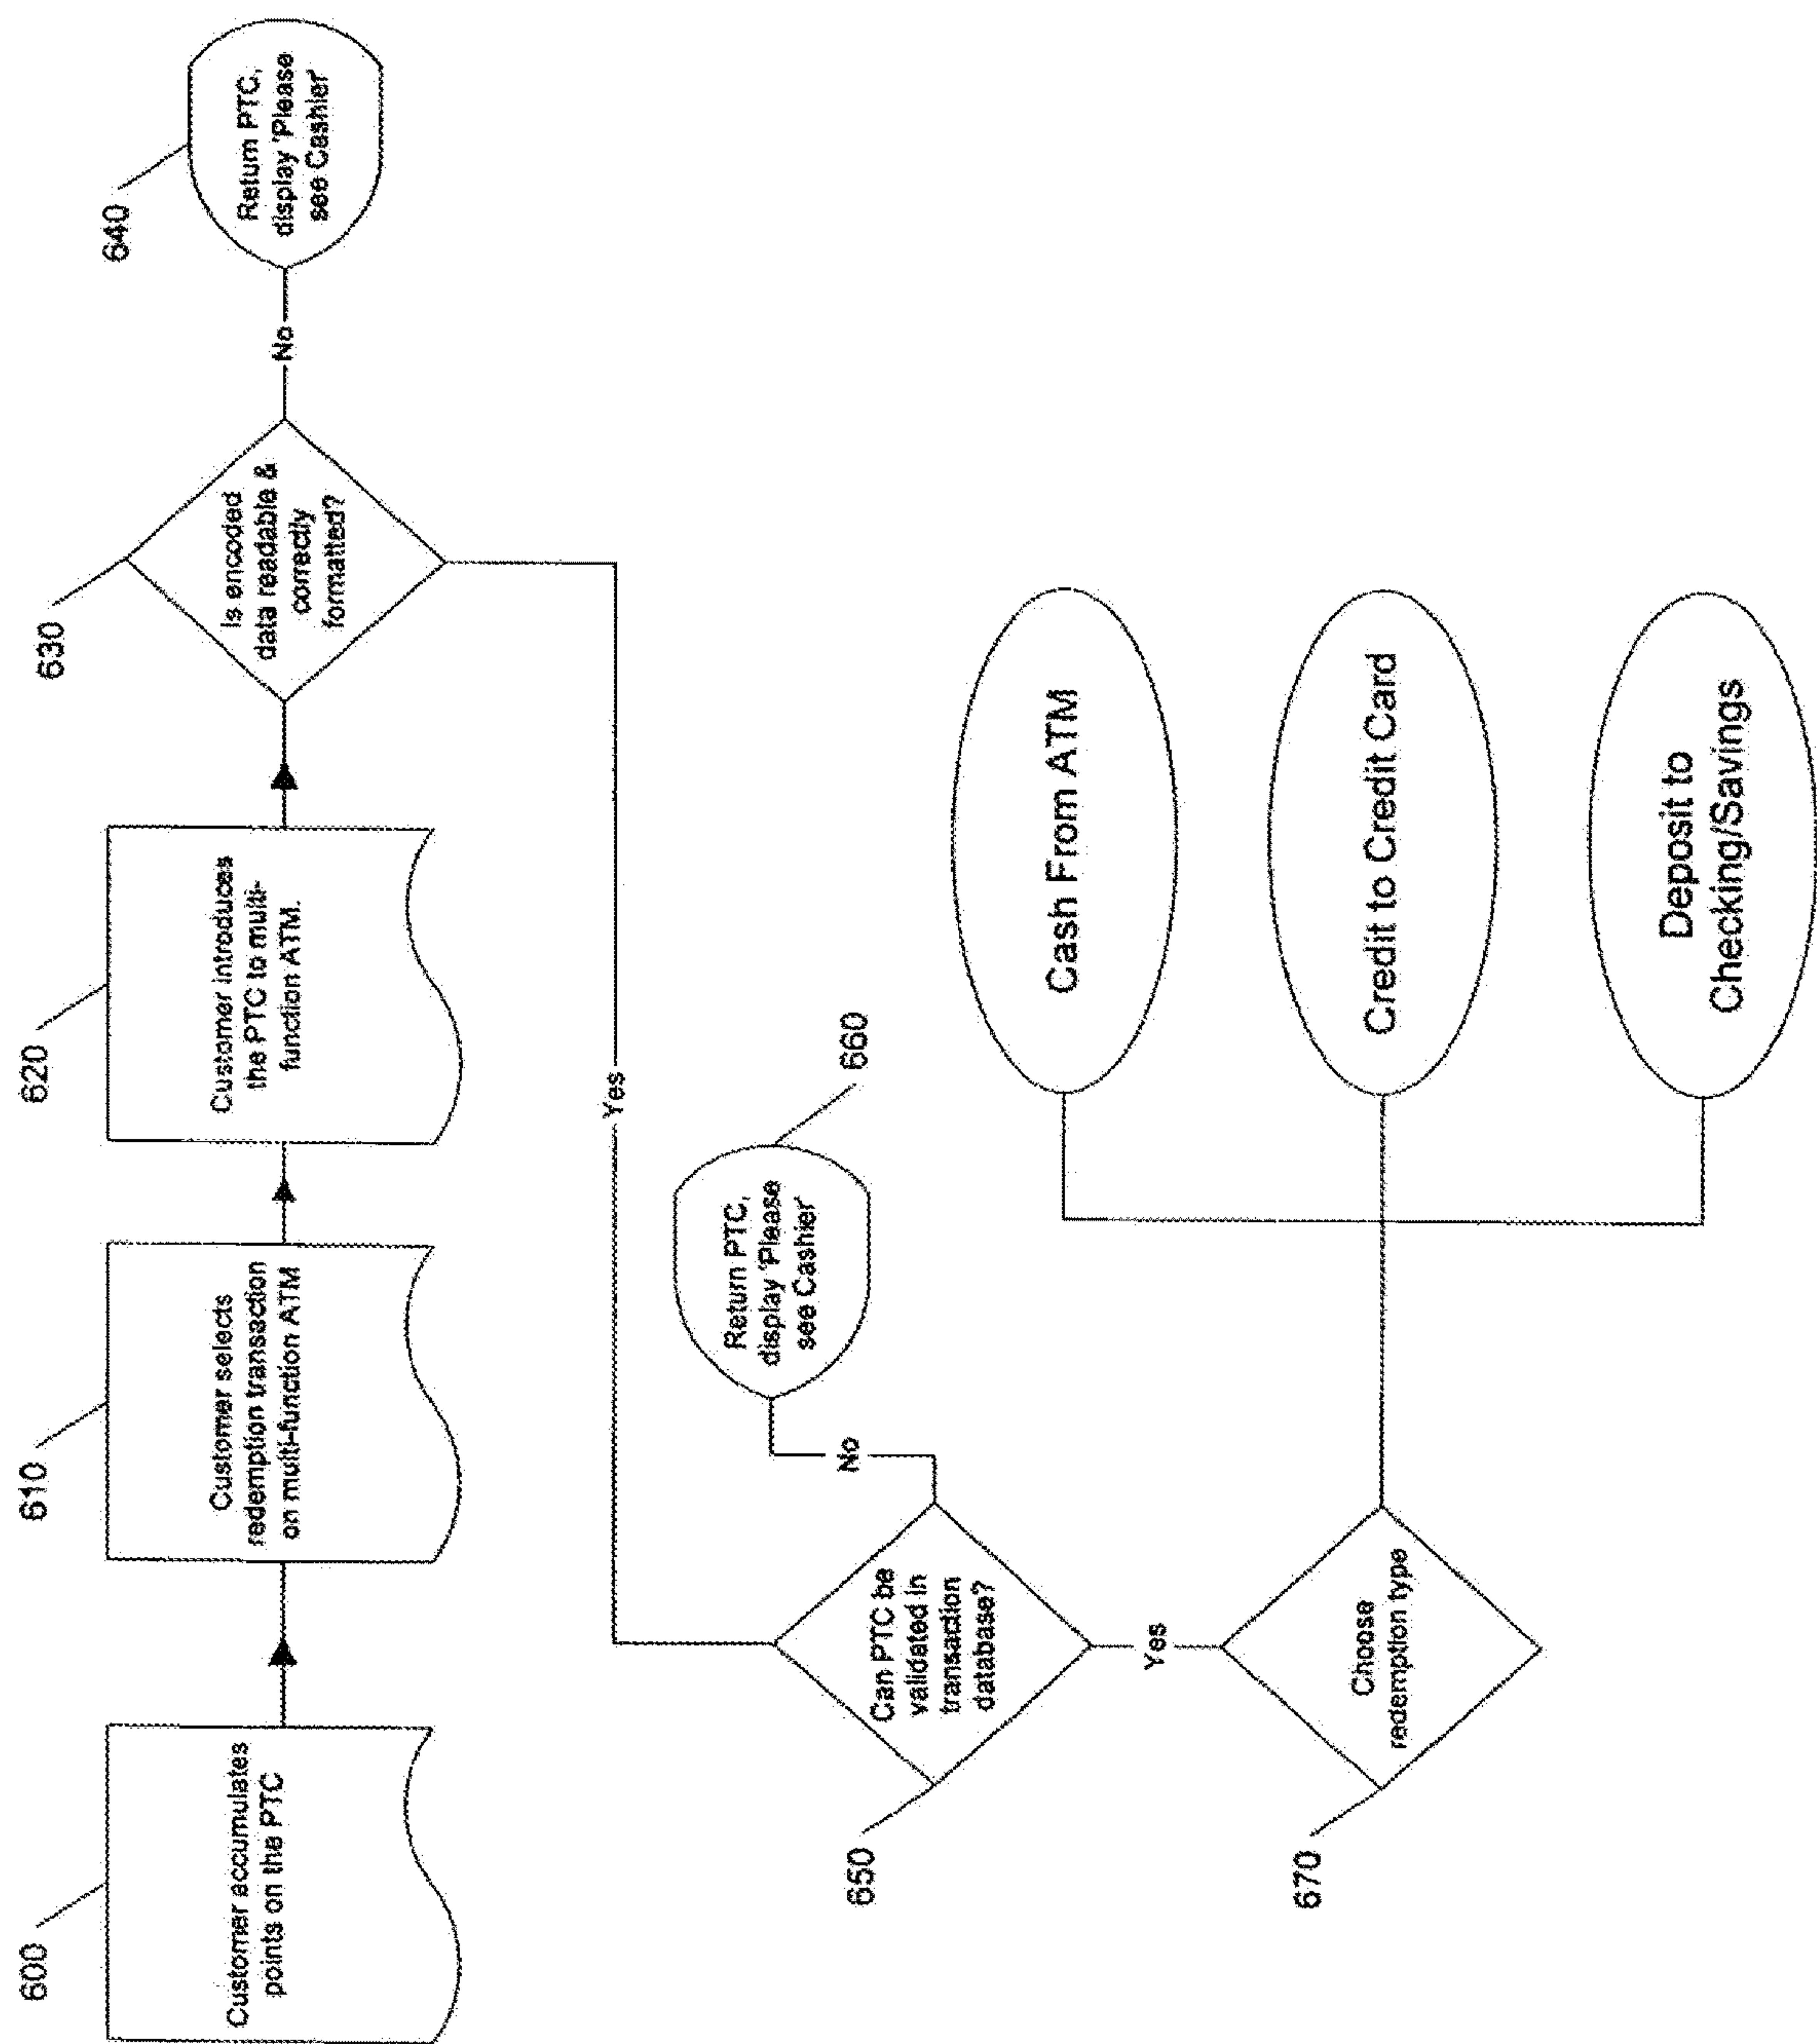 600
Customer accumulates
points on the PTC
610
Customer selects
redemption transaction
on multi-function ATM
620
Customer introduces
the PTC to multi-
function ATM.
630
Is encoded
data readable &
correctly
formatted?
No
640
Return PTC,
display 'Please
see Cashier'
Yes
650
Can PTC be
validated in
transaction
database?
No
660
Return PTC,
display 'Please
see Casher'
Yes
670
Choose
redemption type
Cash From ATM
Credit to Credit Card
Deposit to
Checking/Savings